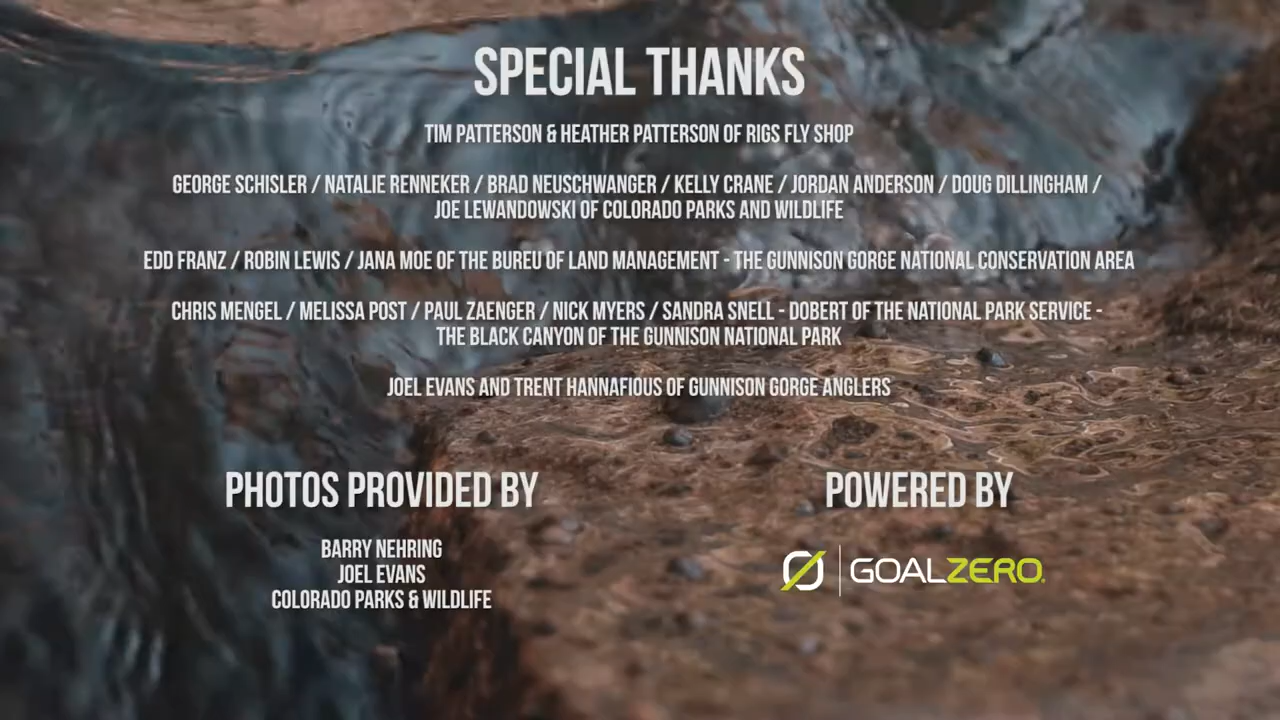 SPECIAL THANKS
TIM PATTERSON & HEATHER PATTERSON OF RIGS FLY SHOP
GEORGE SCHISLER / NATALIE RENNEKER / BRAD NEUSCHWANGER / KELLY CRANE / JORDAN ANDERSON / DOUG DILLINGHAM /
JOE LEWANDOWSKI OF COLORADO PARKS AND WILDLIFE
EDD FRANZ / ROBIN LEWIS / JANA MOE OF THE BUREU OF LAND MANAGEMENT - THE GUNNISON GORGE NATIONAL CONSERVATION AREA
CHRIS MENGEL / MELISSA POST / PAUL ZAENGER / NICK MYERS / SANDRA SNELL - DOBERT OF THE NATIONAL PARK SERVICE -
THE BLACK CANYON OF THE GUNNISON NATIONAL PARK
JOEL EVANS AND TRENT HANNAFIOUS OF GUNNISON GORGE ANGLERS
PHOTOS PROVIDED BY
BARRY NEHRING
JOEL EVANS
COLORADO PARKS & WILDLIFE
POWERED BY
GOALZERO